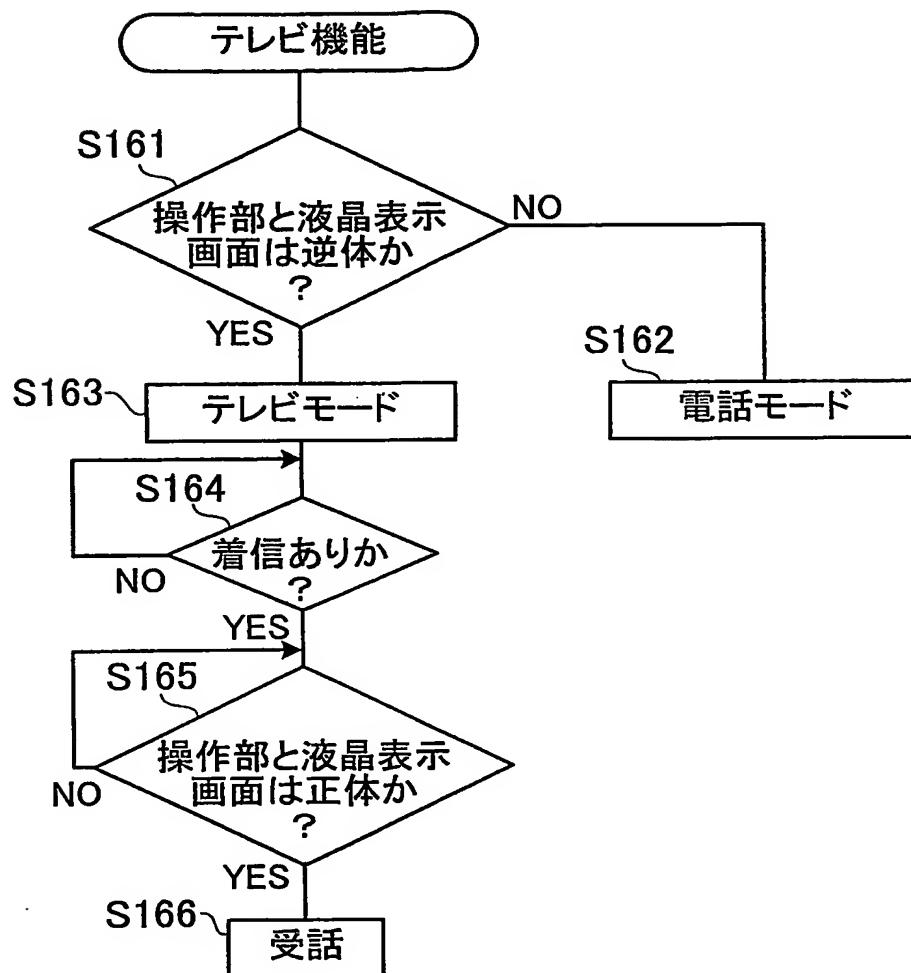 テレビ機能
S161
操作部と液晶表示
画面は逆体か
?
NO
YES
S162
電話モード
S163
テレビモード
S164
着信ありか
?
NO
YES
S165
操作部と液晶表示
画面は正体か
?
NO
YES
S166
受話